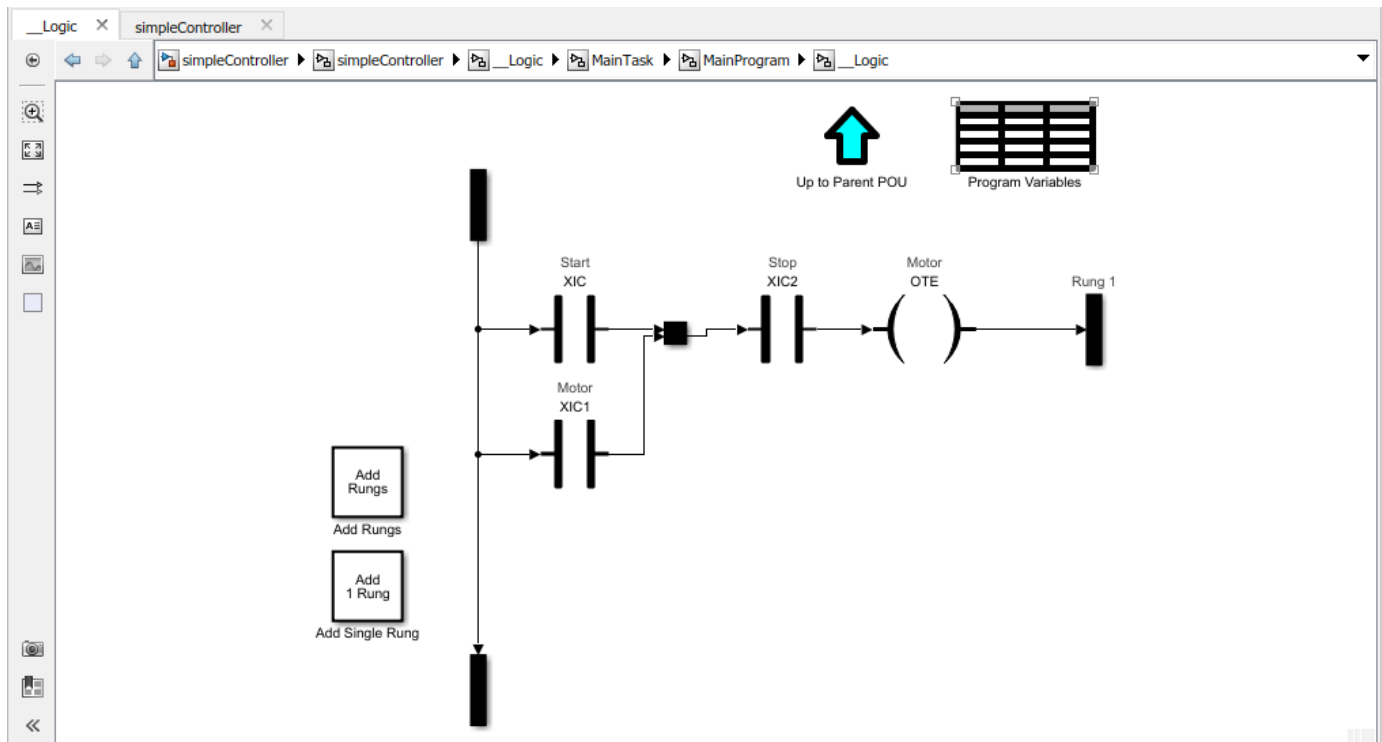 __Logic
simpleController
simpleController simpleController __Logic MainTask MainProgram __Logic
Up to Parent POU
Program Variables
Start
XIC
Stop
XIC2
Motor
OTE
Rung 1
Motor
XIC1
Add
Rungs
Add Rungs
Add
1 Rung
Add Single Rung